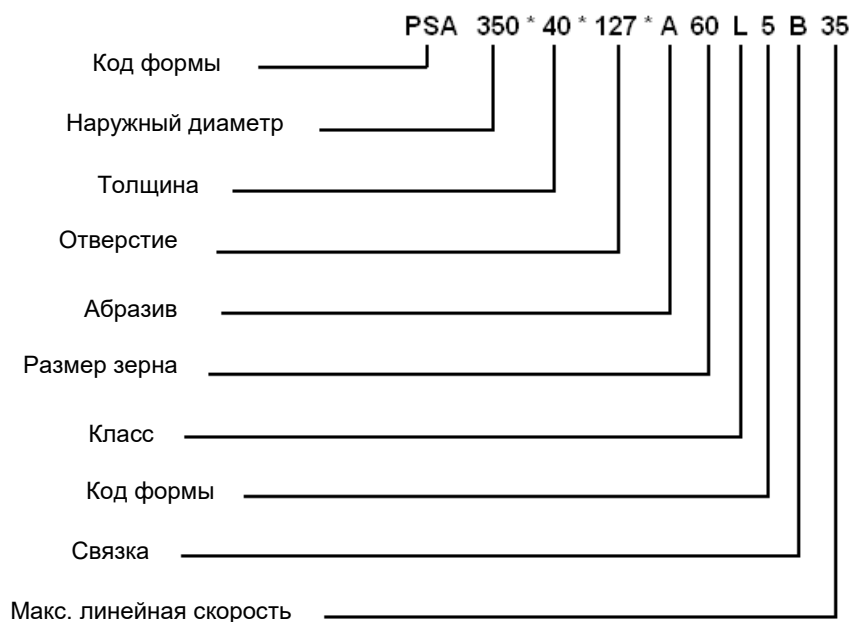 PSA 350 * 40 * 127 * A 60 L 5 B 35
Код формы
Наружный диаметр
Толщина
Отверстие
Абразив
Размер зерна
Класс
Код формы
Связка
Макс. линейная скорость